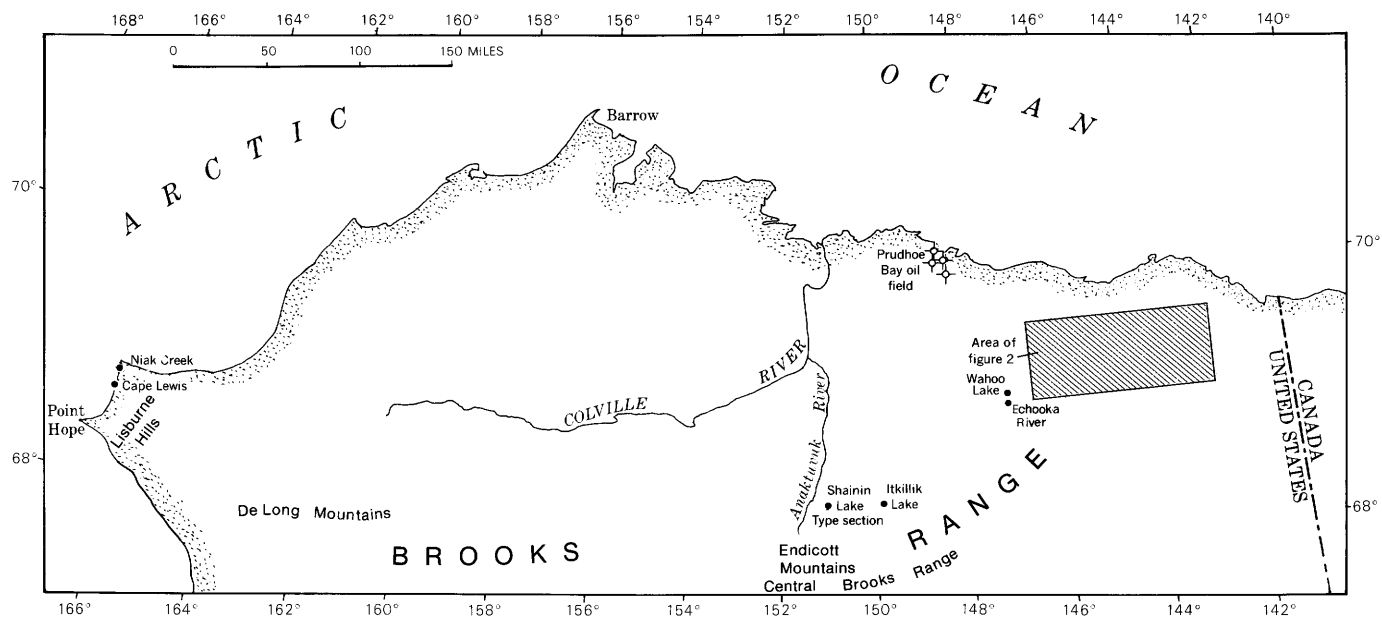 168° 166° 164° 162° 160° 158° 156° 154° 152° 150° 148° 146° 144° 142° 140°
0 50 100 150 MILES
ARCTIC
OCEAN
Barrow
70°
70°
Prudhoe
Bay oil
field
Niak Creek
Cape Lewis
Point
Hope
Lisburne
Hills
Area of
figure 2
Wahoo
Lake
Echooka
River
COLVILLE
RIVER
Anaktuvuk River
UNITED STATES
CANADA
68°
68°
Shainin
Lake
Type section
Itkillik
Lake
De Long Mountains
BROOKS
RANGE
Endicott
Mountains
Central Brooks Range
166° 164° 162° 160° 158° 156° 154° 152° 150° 148° 146° 144° 142°